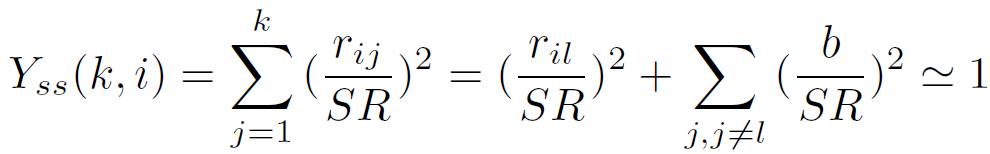 Y_{ss}(k, i) = \sum_{j=1}^{k} (\frac{r_{ij}}{SR})^2 = (\frac{r_{il}}{SR})^2 + \sum_{j,j \neq l} (\frac{b}{SR})^2 \simeq 1